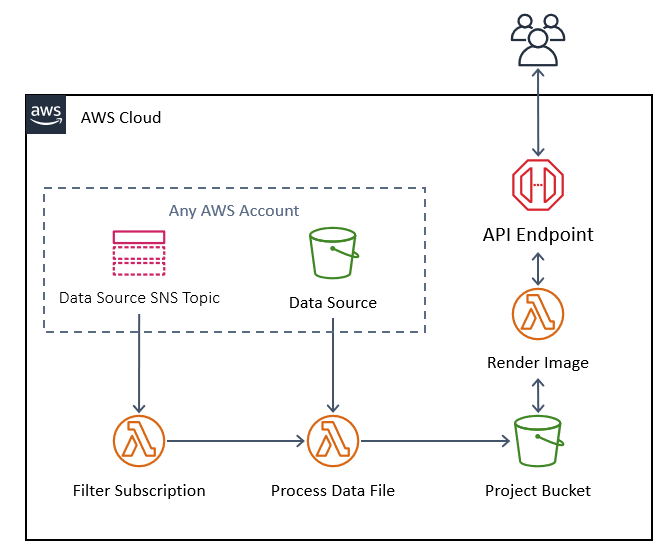 aws
AWS Cloud
Any AWS Account
API Endpoint
Data Source SNS Topic
Data Source
Render Image
Filter Subscription
Process Data File
Project Bucket